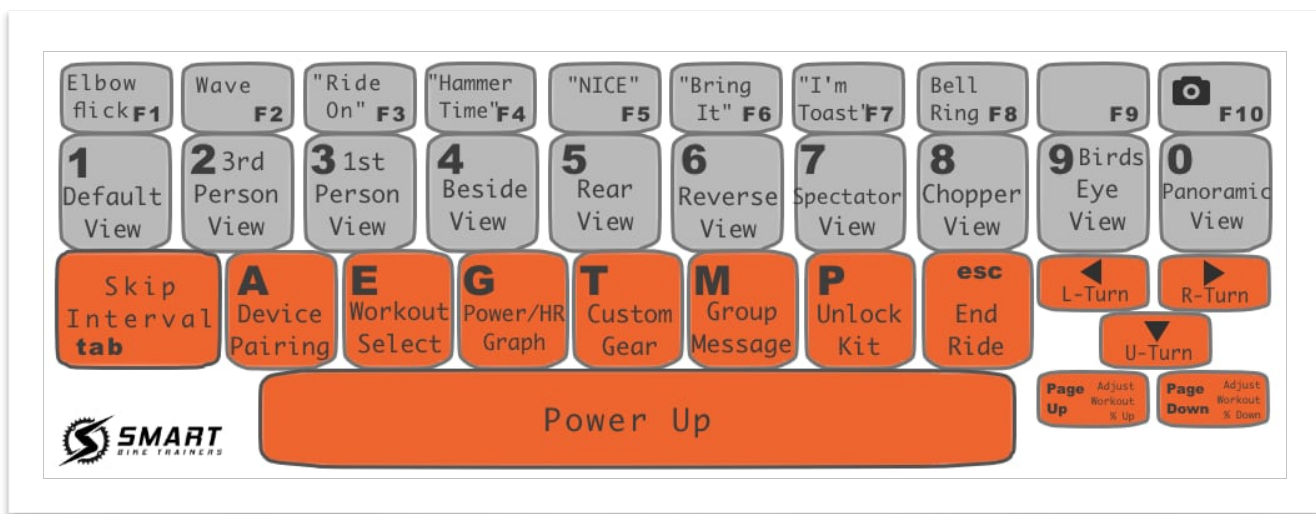 Elbow
flick F1
Wave
F2
"Ride
On" F3
"Hammer
Time" F4
"NICE"
F5
"Bring
It" F6
"I'm
Toast" F7
Bell
Ring F8
F9
F10
1
Default
View
2 3rd
Person
View
3 1st
Person
View
4
Beside
View
5
Rear
View
6
Reverse
View
7
Spectator
View
8
Chopper
View
9 Birds
Eye
View
0
Panoramic
View
Skip
Interval
tab
A
Device
Pairing
E
Workout
Select
G
Power/HR
Graph
T
Custom
Gear
M
Group
Message
P
Unlock
Kit
esc
End
Ride
L-Turn
R-Turn
U-Turn
Power Up
Page Up
Adjust
Workout
% Up
Page Down
Adjust
Workout
% Down
SMART
BIKE TRAINERS